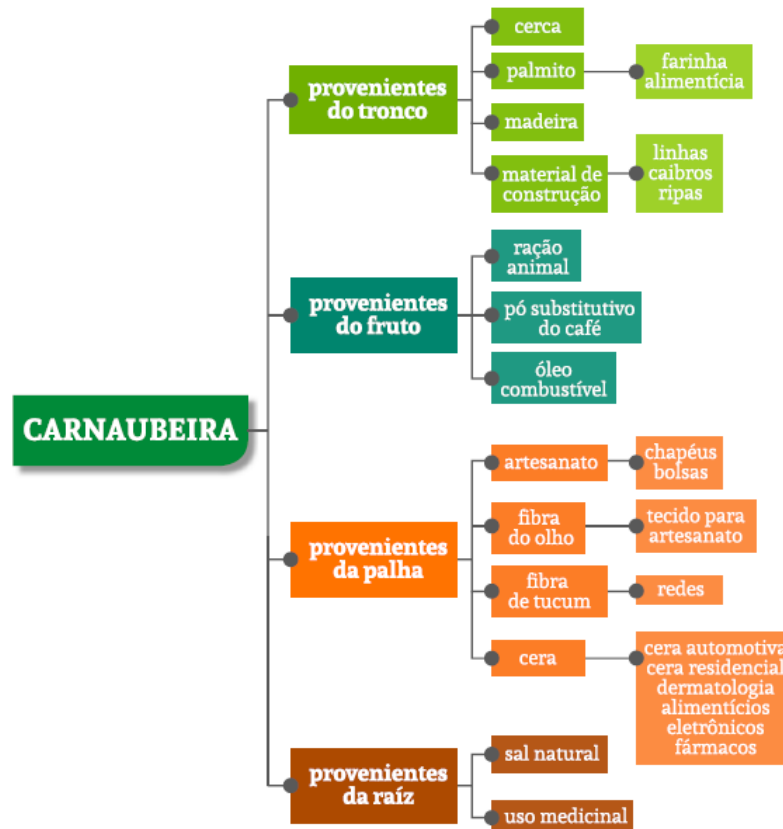 CARNAUBEIRA
provenientes
do tronco
cerca
palmito
farinha
alimentícia
madeira
material de
construção
linhas
caibros
ripas
provenientes
do fruto
ração
animal
pó substitutivo
do café
óleo
combustível
provenientes
da palha
artesanato
chapéus
bolsas
fibra
do olho
tecido para
artesanato
fibra
de tucum
redes
cera
cera automotiva
cera residencial
dermatologia
alimentícios
eletrônicos
fármacos
provenientes
da raíz
sal natural
uso medicinal